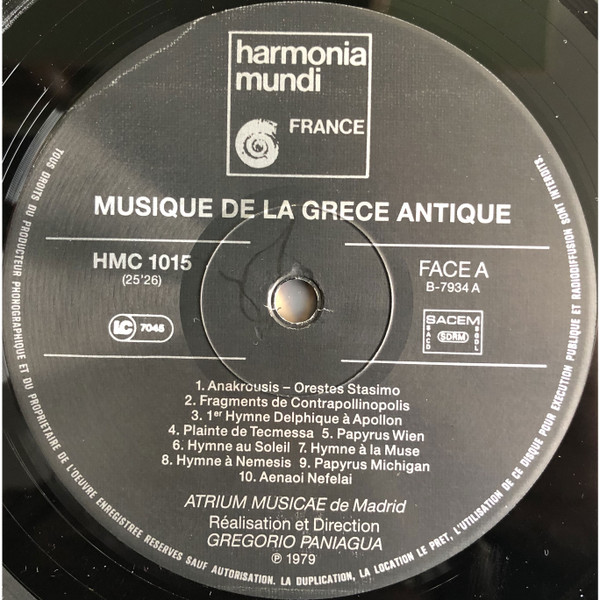 harmonia
mundi
FRANCE
MUSIQUE DE LA GRECE ANTIQUE
HMC 1015
(25'26)
LC 7045
FACE A
B-7934 A
SACEM
SACD SDRM SGDL
1. Anakrousis – Orestes Stasimo
2. Fragments de Contrapollinopolis
3. 1er Hymne Delphique à Apollon
4. Plainte de Tecmessa 5. Papyrus Wien
6. Hymne au Soleil 7. Hymne à la Muse
8. Hymne à Nemesis 9. Papyrus Michigan
10. Aenaoi Nefelai
ATRIUM MUSICAE de Madrid
Réalisation et Direction
GREGORIO PANIAGUA
℗ 1979
TOUS DROITS DU PRODUCTEUR PHONOGRAPHIQUE ET DU PROPRIETAIRE DE L'ŒUVRE ENREGISTREE RESERVES SAUF AUTORISATION. LA DUPLICATION, LA LOCATION LE PRET, L'UTILISATION DE CE DISQUE POUR EXECUTION PUBLIQUE ET RADIODIFFUSION SONT INTERDITS.